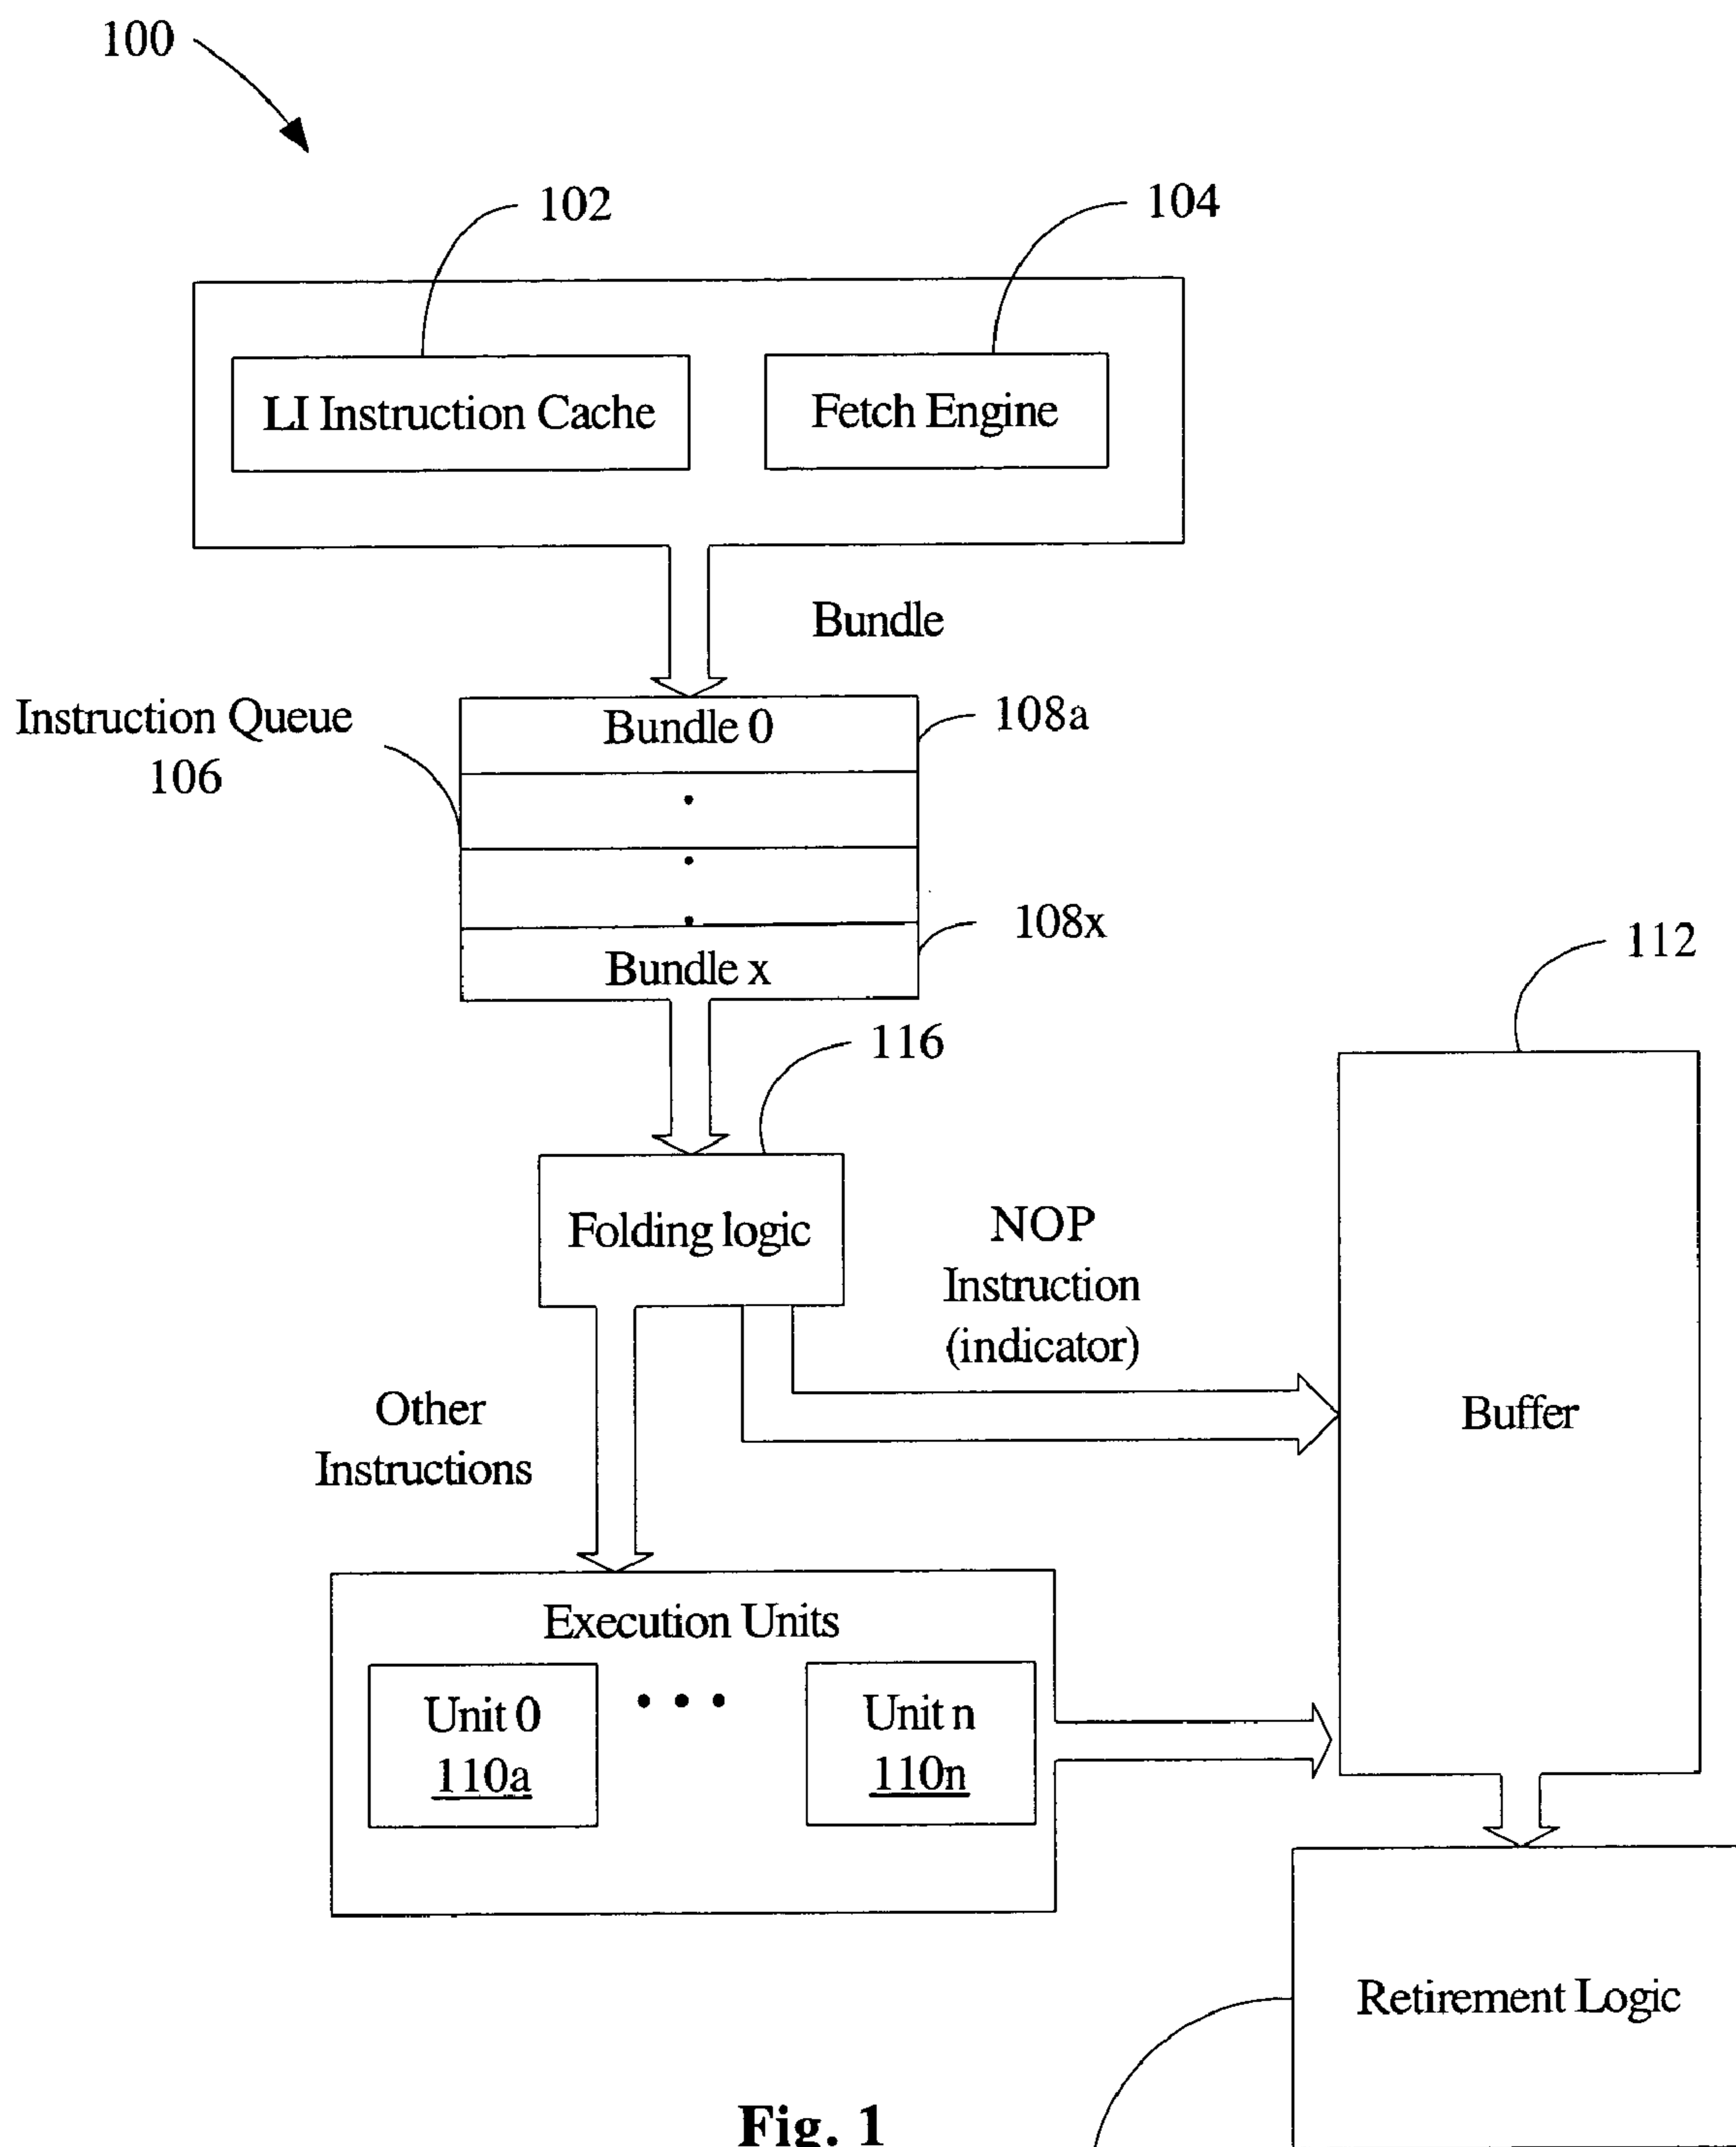 100
102
104
LI Instruction Cache
Fetch Engine
Bundle
Instruction Queue
106
Bundle 0
108a
108x
Bundle x
112
116
Folding logic
NOP
Instruction
(indicator)
Buffer
Other
Instructions
Execution Units
Unit 0
110a
Unit n
110n
Retirement Logic
Fig. 1